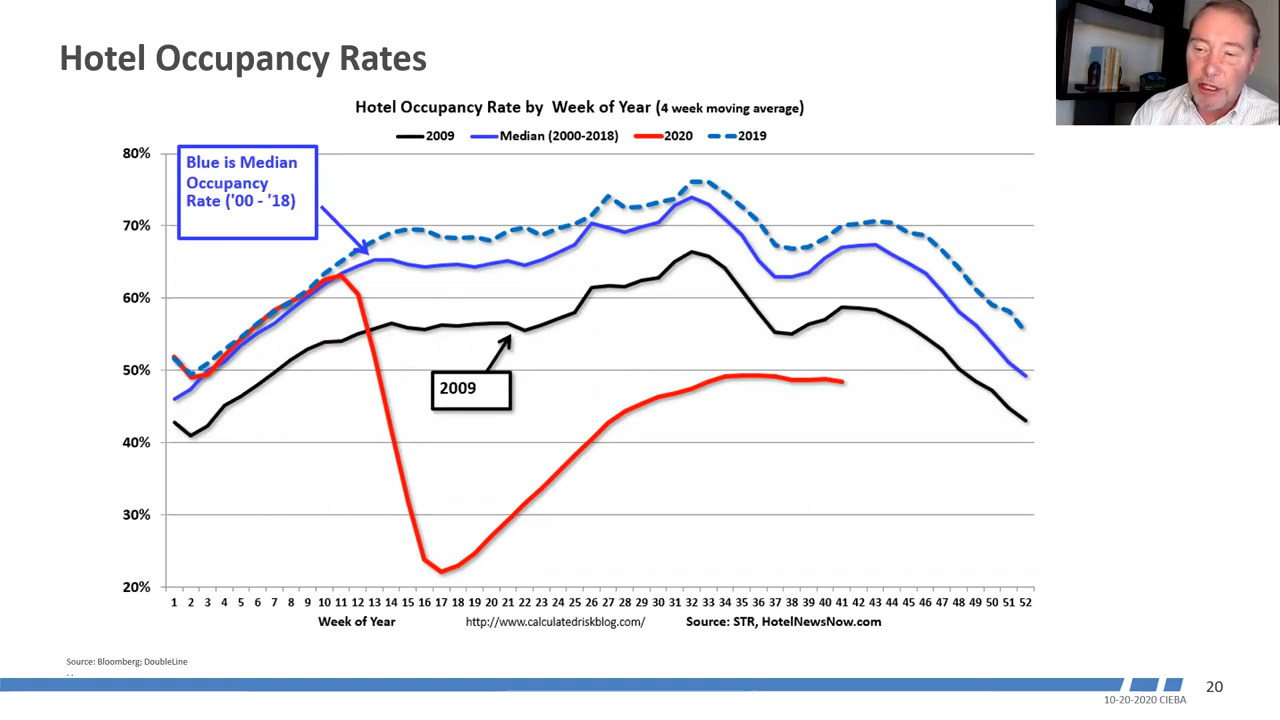 Hotel Occupancy Rates
Hotel Occupancy Rate by Week of Year (4 week moving average)
2009 Median (2000-2018) 2020 2019
80%
Blue is Median
Occupancy
Rate ('00 - '18)
70%
60%
50%
2009
40%
30%
20%
1 2 3 4 5 6 7 8 9 10 11 12 13 14 15 16 17 18 19 20 21 22 23 24 25 26 27 28 29 30 31 32 33 34 35 36 37 38 39 40 41 42 43 44 45 46 47 48 49 50 51 52
Week of Year http://www.calculatedriskblog.com/ Source: STR, HotelNewsNow.com
Source: Bloomberg; DoubleLine
20
10-20-2020 CIEBA